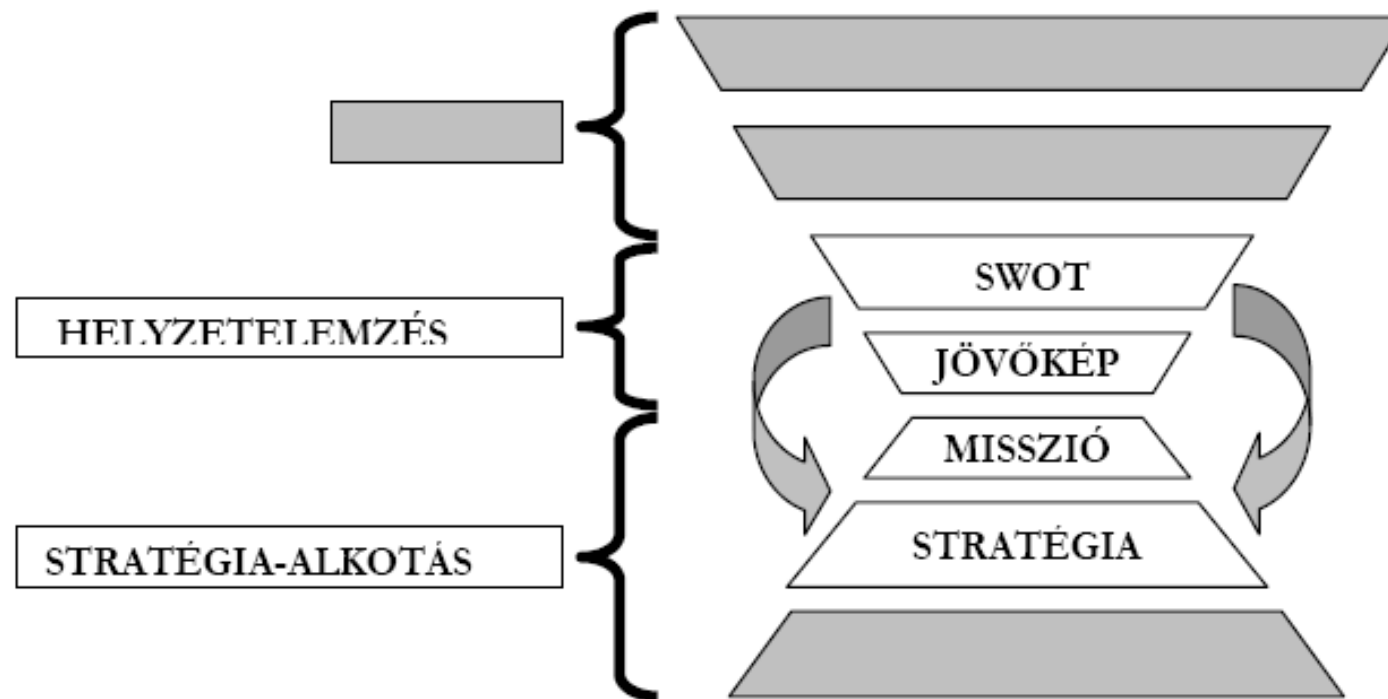 SWOT
HELYZETELEMZÉS
JÖVŐKÉP
MISSZIÓ
STRATÉGIA
STRATÉGIA-ALKOTÁS